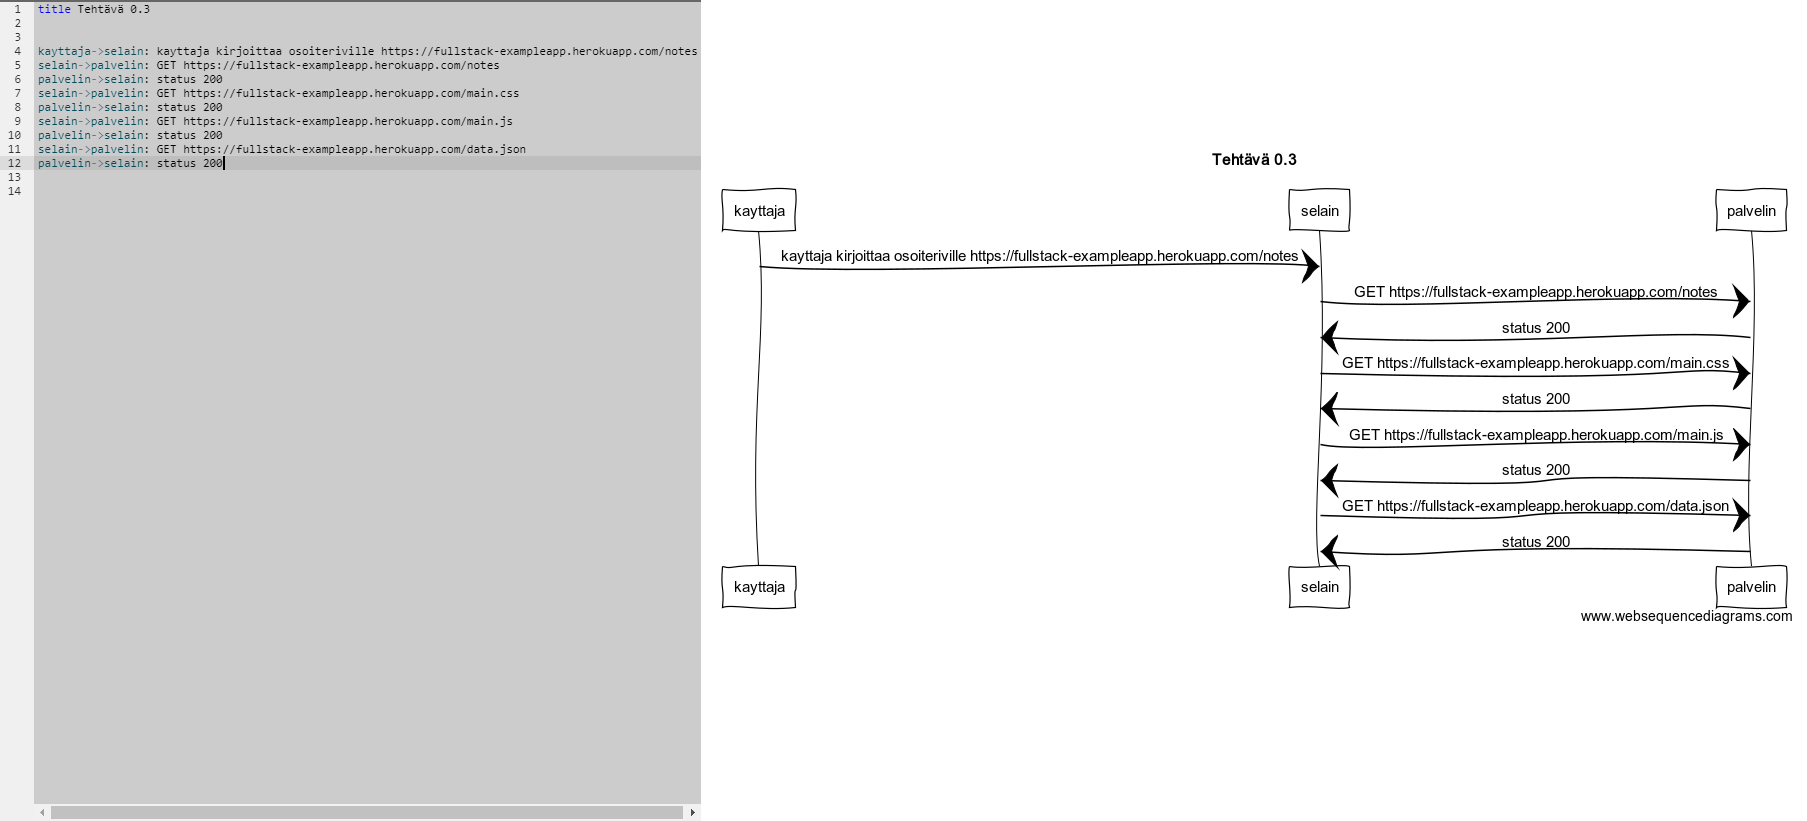 1 title Tehtävä 0.3
2
3
4 kayttaja->selain: kayttaja kirjoittaa osoiteriville https://fullstack-exampleapp.herokuapp.com/notes
5 selain->palvelin: GET https://fullstack-exampleapp.herokuapp.com/notes
6 palvelin->selain: status 200
7 selain->palvelin: GET https://fullstack-exampleapp.herokuapp.com/main.css
8 palvelin->selain: status 200
9 selain->palvelin: GET https://fullstack-exampleapp.herokuapp.com/main.js
10 palvelin->selain: status 200
11 selain->palvelin: GET https://fullstack-exampleapp.herokuapp.com/data.json
12 palvelin->selain: status 200
13
14
Tehtävä 0.3
kayttaja selain palvelin
kayttaja kirjoittaa osoiteriville https://fullstack-exampleapp.herokuapp.com/notes
GET https://fullstack-exampleapp.herokuapp.com/notes
status 200
GET https://fullstack-exampleapp.herokuapp.com/main.css
status 200
GET https://fullstack-exampleapp.herokuapp.com/main.js
status 200
GET https://fullstack-exampleapp.herokuapp.com/data.json
status 200
kayttaja selain palvelin
www.websequencediagrams.com